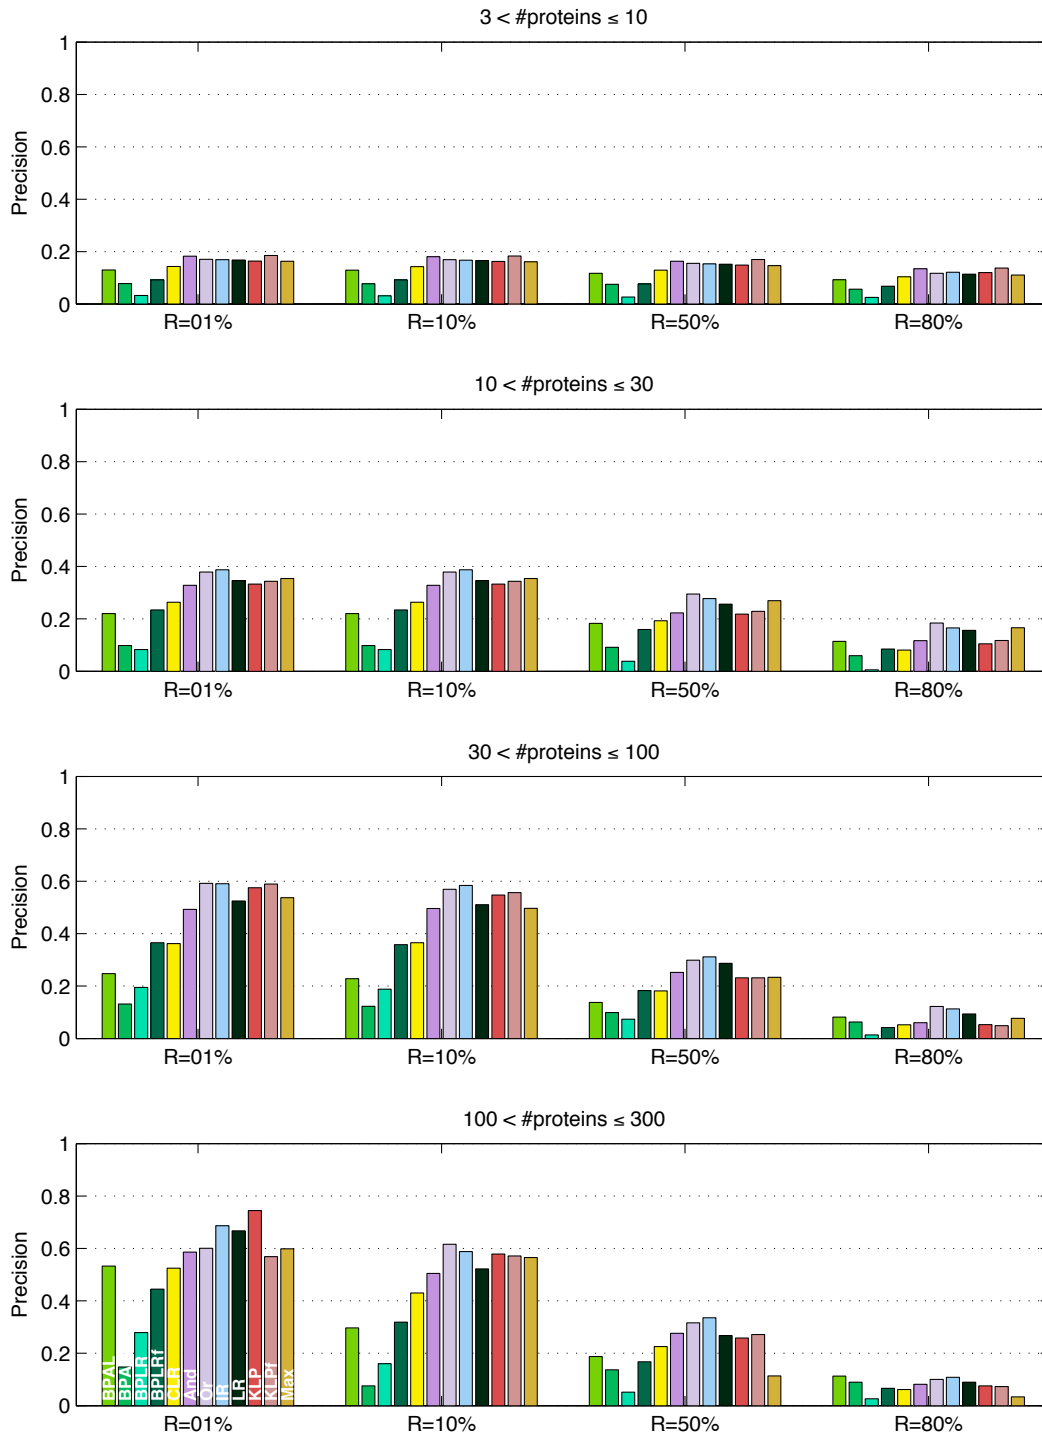 3 < #proteins ≤ 10
1
0.8
0.6
0.4
0.2
0
Precision
R=01% R=10% R=50% R=80%
10 < #proteins ≤ 30
1
0.8
0.6
0.4
0.2
0
Precision
R=01% R=10% R=50% R=80%
30 < #proteins ≤ 100
1
0.8
0.6
0.4
0.2
0
Precision
R=01% R=10% R=50% R=80%
100 < #proteins ≤ 300
1
0.8
0.6
0.4
0.2
0
Precision
BPAL
BPAL
BPLR
BPLRf
CLR
And
Or
IR
LR
KLP
KLPf
Max
R=01% R=10% R=50% R=80%